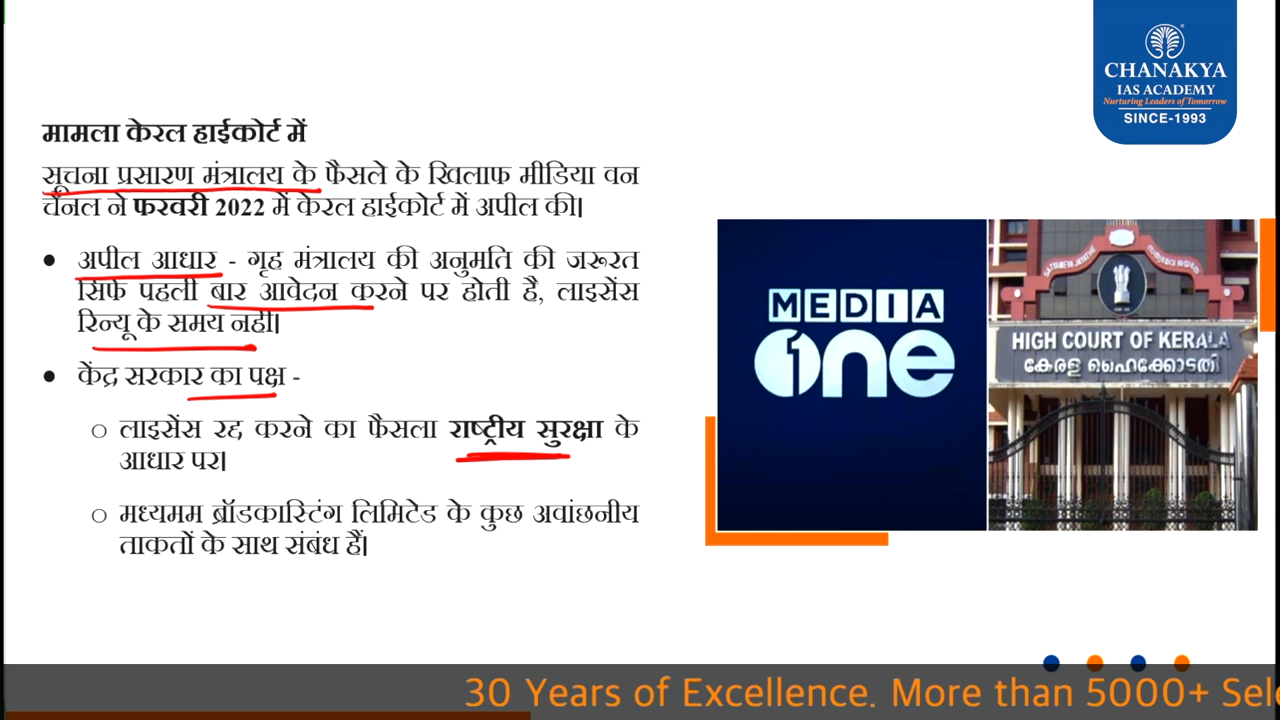 CHANAKYA
IAS ACADEMY
Nurturing Leaders of Tomorrow
SINCE-1993
मामला केरल हाईकोर्ट में
सूचना प्रसारण मंत्रालय के फैसले के खिलाफ मीडिया वन
चैनल ने फरवरी 2022 में केरल हाईकोर्ट में अपील की।
• अपील आधार - गृह मंत्रालय की अनुमति की जरूरत
सिर्फ पहली बार आवेदन करने पर होती है, लाइसेंस
रिन्यू के समय नहीं।
• केंद्र सरकार का पक्ष -
○ लाइसेंस रद्द करने का फैसला राष्ट्रीय सुरक्षा के
आधार पर।
○ मध्यमम ब्रॉडकास्टिंग लिमिटेड के कुछ अवांछनीय
ताकतों के साथ संबंध हैं।
MEDIA
one
HIGH COURT OF KERALA
കേരള ഹൈക്കോടതി
30 Years of Excellence. More than 5000+ Sele